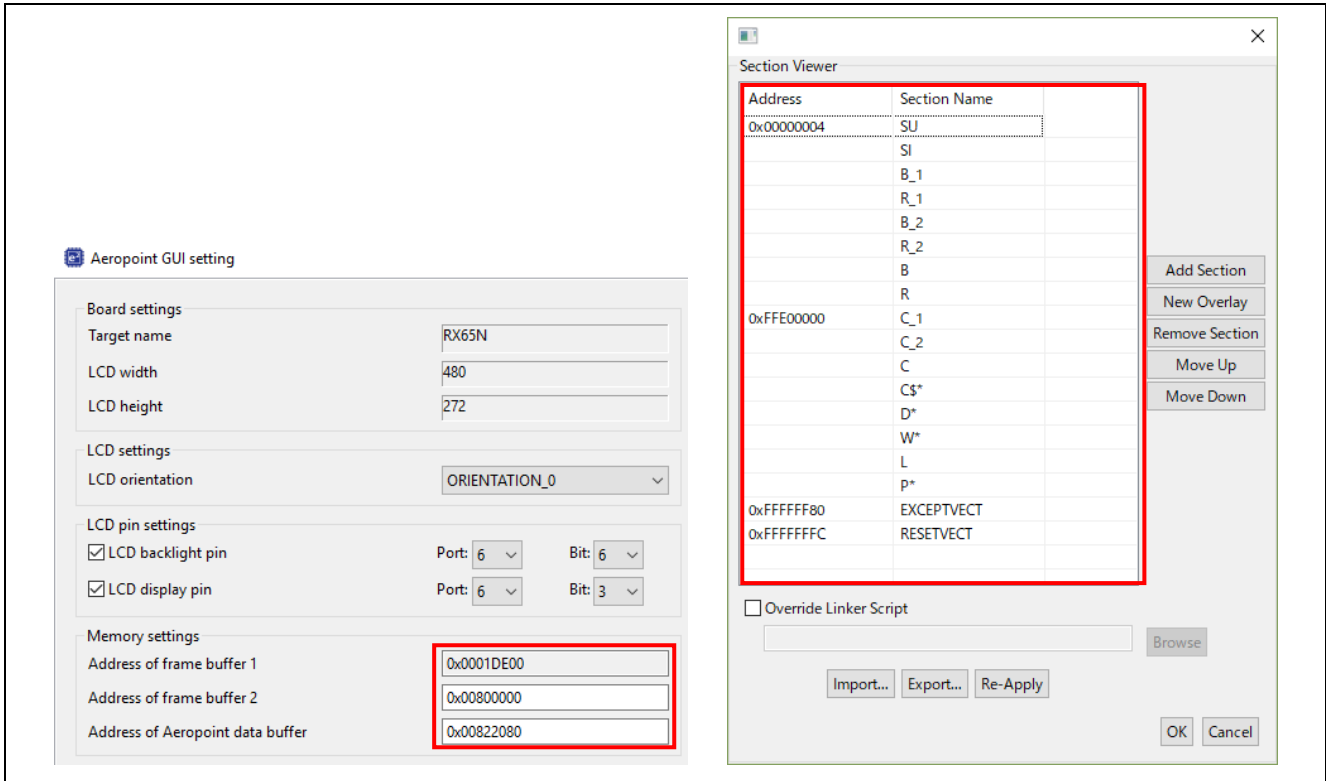 Aeropoint GUI setting
Board settings
Target name RX65N
LCD width 480
LCD height 272
LCD settings
LCD orientation ORIENTATION_0
LCD pin settings
LCD backlight pin Port: 6 Bit: 6
LCD display pin Port: 6 Bit: 3
Memory settings
Address of frame buffer 1 0x0001DE00
Address of frame buffer 2 0x00800000
Address of Aeropoint data buffer 0x00822080
Section Viewer
Address Section Name
0x00000004 SU
SI
B_1
R_1
B_2
R_2
B
R
0xFFE00000 C_1
C_2
C
C$*
D*
W*
L
P*
0xFFFFFF80 EXCEPTVECT
0xFFFFFFFC RESETVECT
Add Section
New Overlay
Remove Section
Move Up
Move Down
Override Linker Script
Browse
Import... Export... Re-Apply
OK Cancel